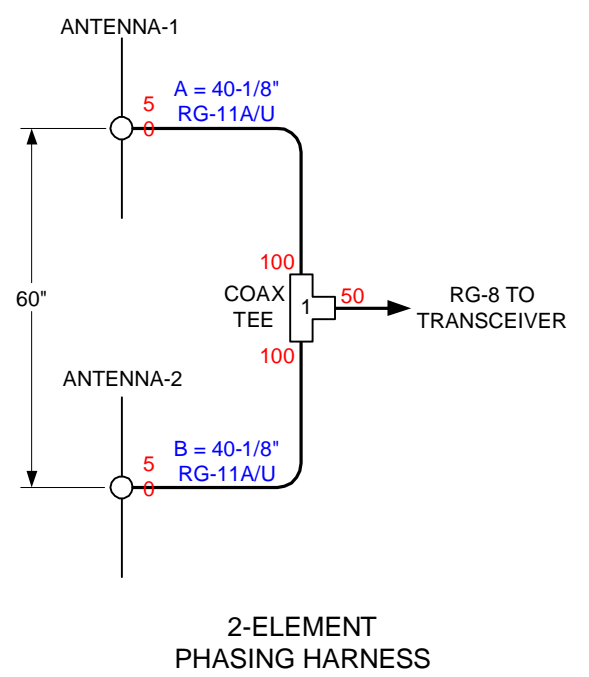 ANTENNA-1
5
0
A = 40-1/8"
RG-11A/U
60"
100
COAX
TEE
1
50
RG-8 TO
TRANSCEIVER
100
ANTENNA-2
5
0
B = 40-1/8"
RG-11A/U
2-ELEMENT
PHASING HARNESS